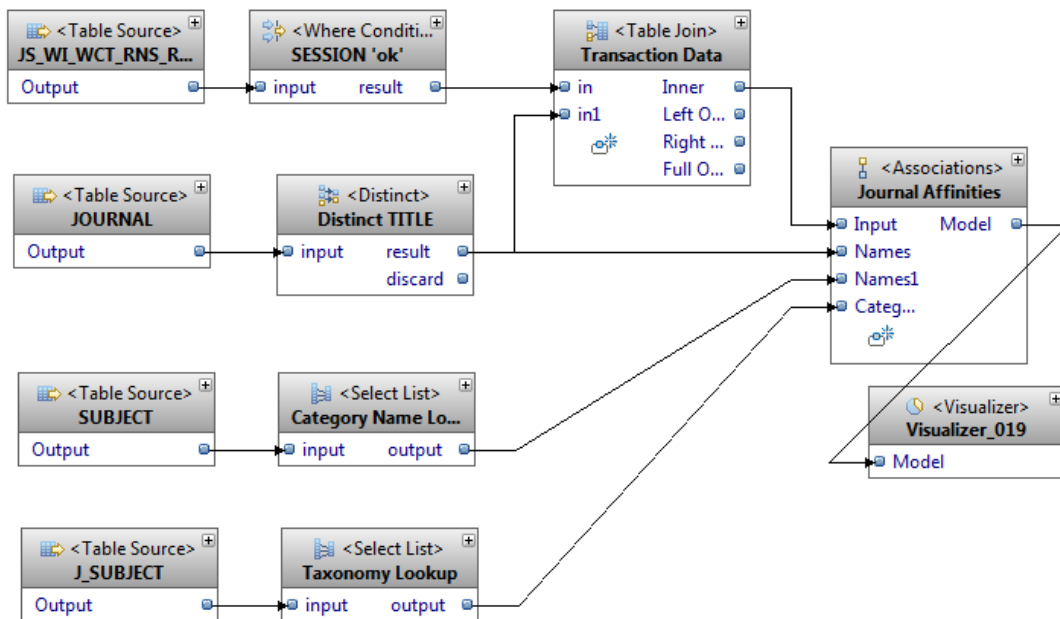 <Table Source>
JS_WI_WCT_RNS_R...
Output
<Where Conditi...
SESSION 'ok'
input result
<Table Join>
Transaction Data
in Inner
in1 Left O...
Right ...
Full O...
<Table Source>
JOURNAL
Output
<Distinct>
Distinct TITLE
input result
discard
<Associations>
Journal Affinities
Input Model
Names
Names1
Categ...
<Table Source>
SUBJECT
Output
<Select List>
Category Name Lo...
input output
<Visualizer>
Visualizer_019
Model
<Table Source>
J_SUBJECT
Output
<Select List>
Taxonomy Lookup
input output